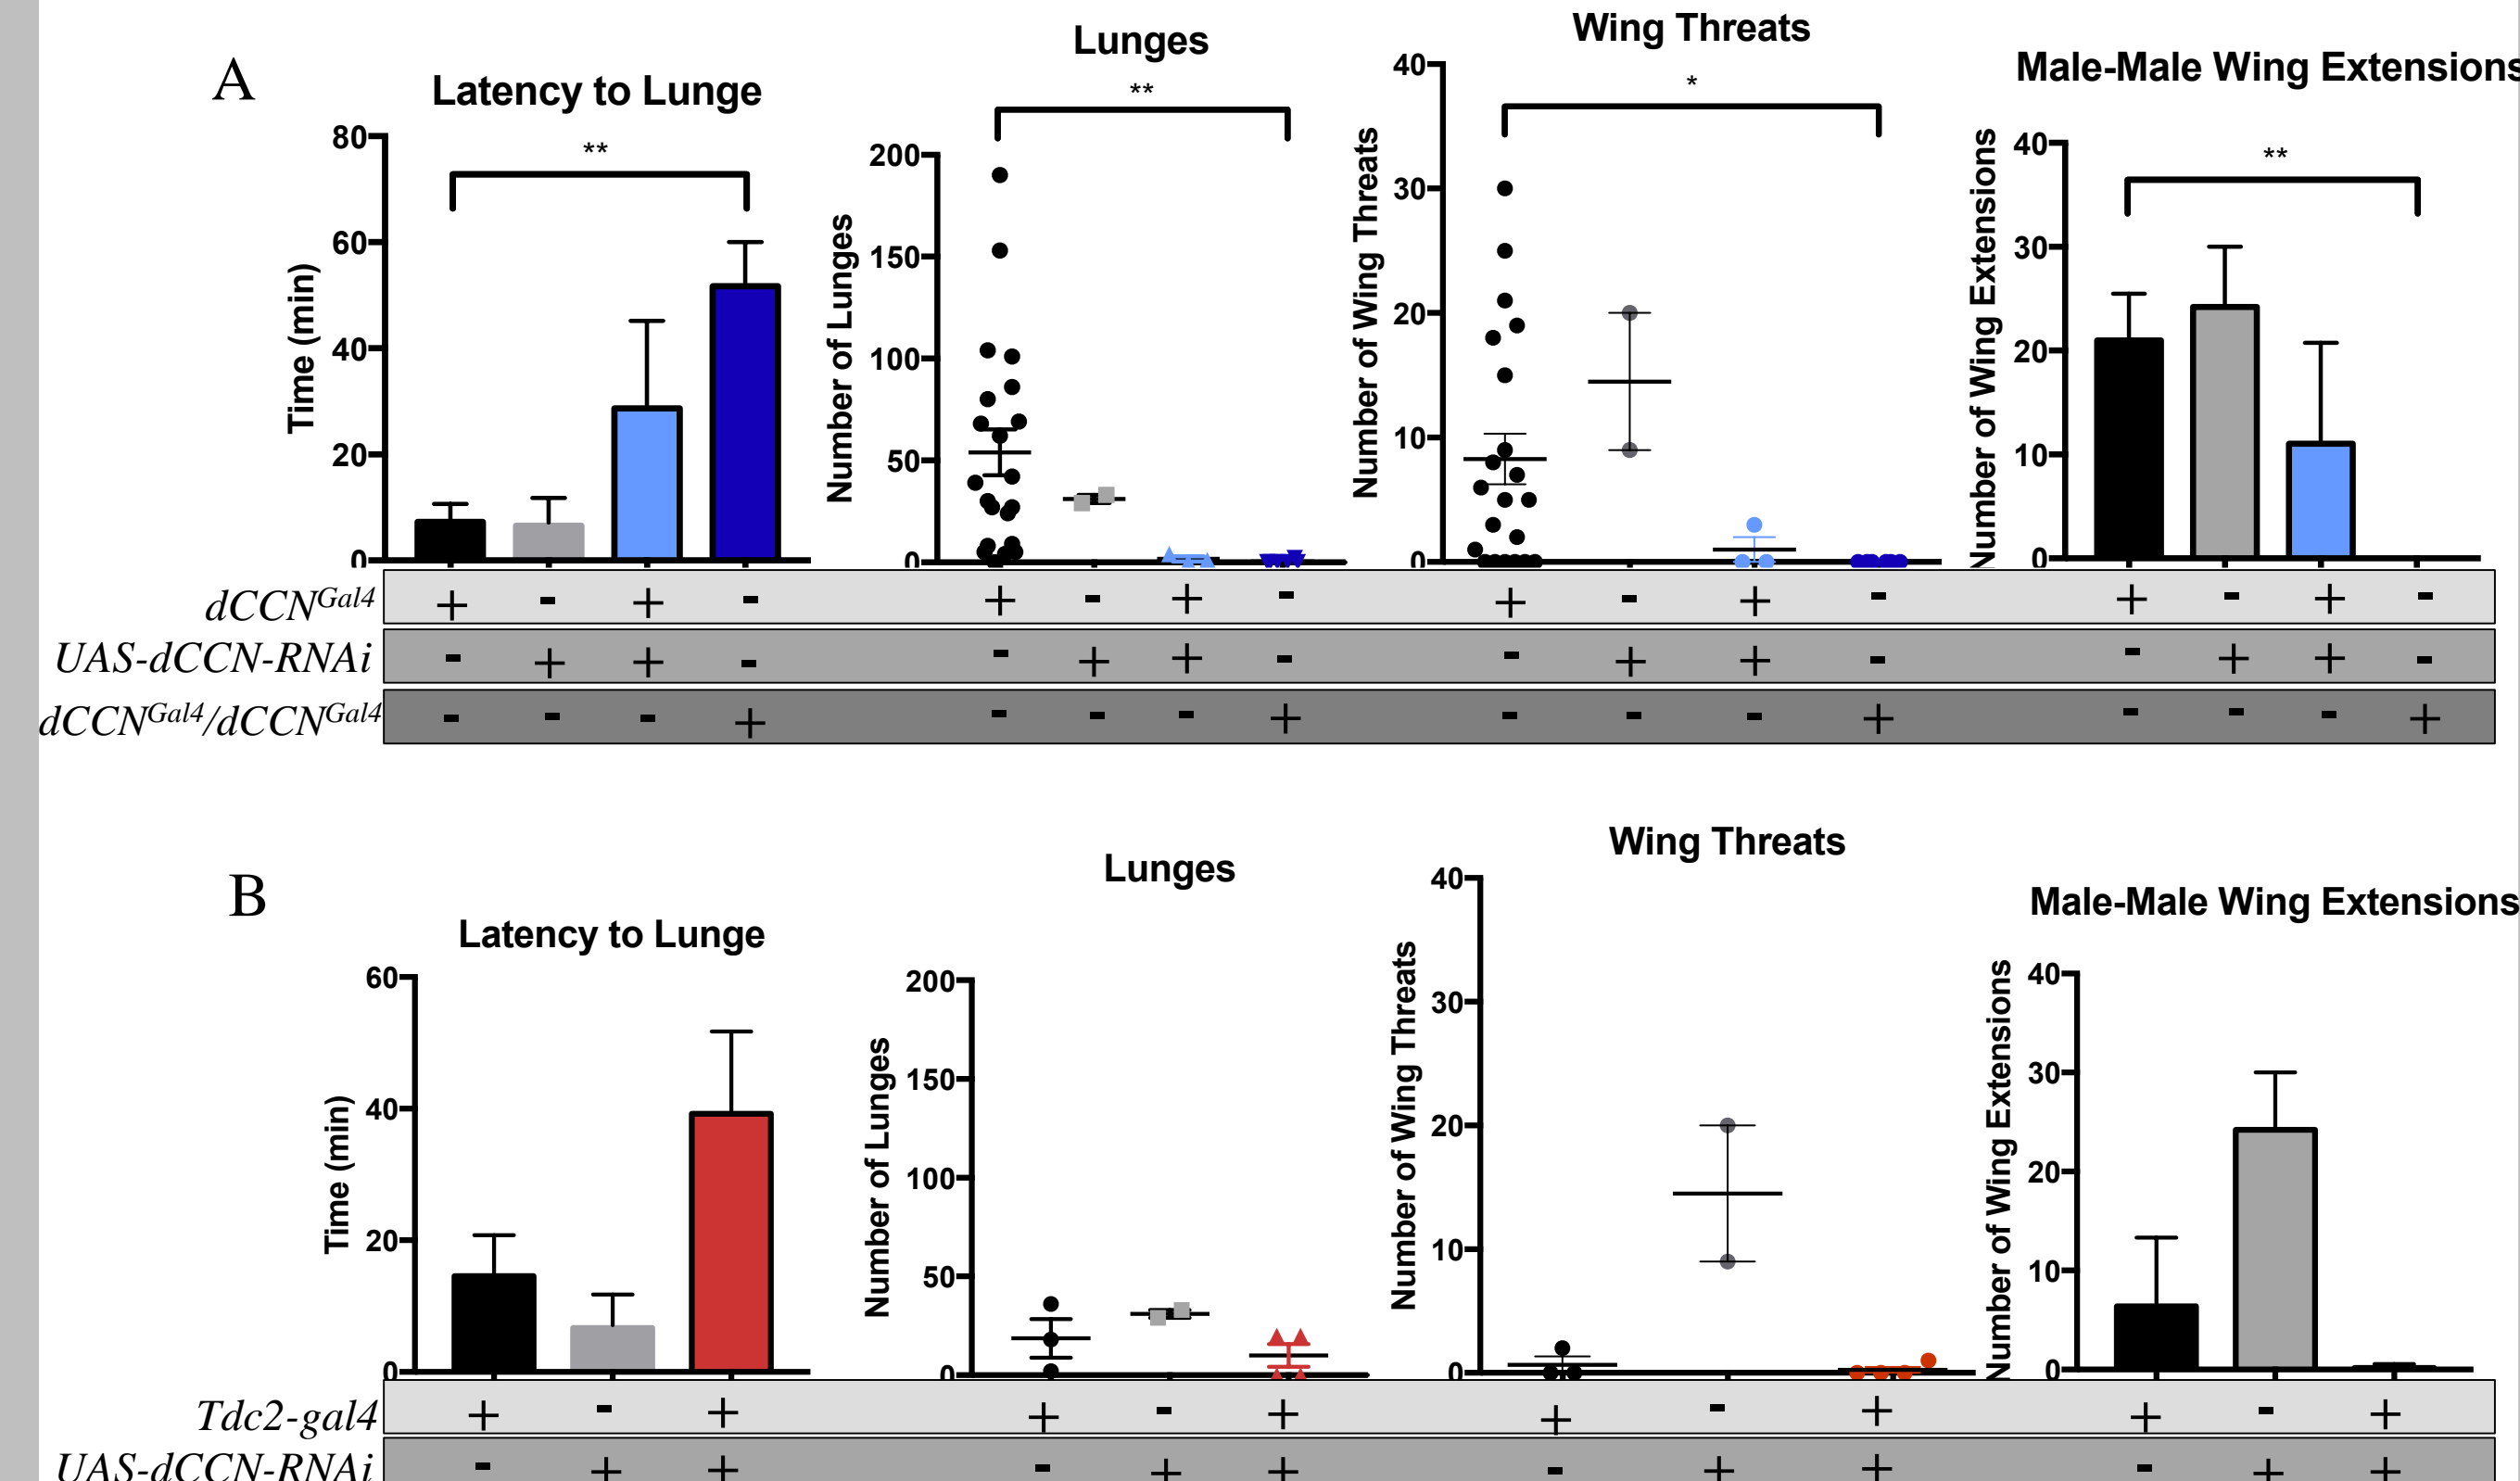 A
Latency to Lunge
**
Time (min)
80
60
40
20
0
Lunges
**
Number of Lunges
200
150
100
50
0
Wing Threats
*
Number of Wing Threats
40
30
20
10
0
Male-Male Wing Extensions
**
Number of Wing Extensions
40
30
20
10
0
dCCN^Gal4 + - + - + - + - + - + - + - + -
UAS-dCCN-RNAi - + + - - + + - - + + - - + + -
dCCN^Gal4/dCCN^Gal4 - - - + - - - + - - - + - - - +
B
Latency to Lunge
Time (min)
60
40
20
0
Lunges
Number of Lunges
200
150
100
50
0
Wing Threats
Number of Wing Threats
40
30
20
10
0
Male-Male Wing Extensions
Number of Wing Extensions
40
30
20
10
0
Tdc2-gal4 + - + + - + + - + + - +
UAS-dCCN-RNAi - + + - + + - + + - + +